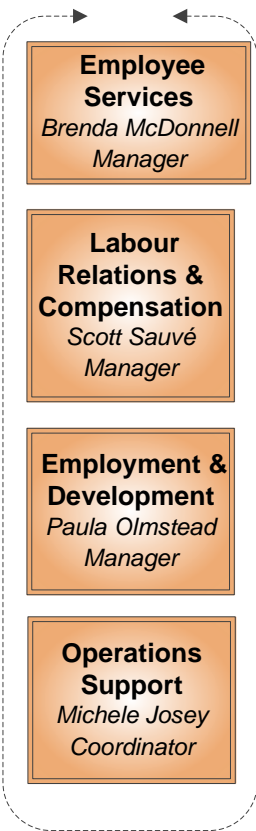 Employee
Services
Brenda McDonnell
Manager
Labour
Relations &
Compensation
Scott Sauvé
Manager
Employment &
Development
Paula Olmstead
Manager
Operations
Support
Michele Josey
Coordinator